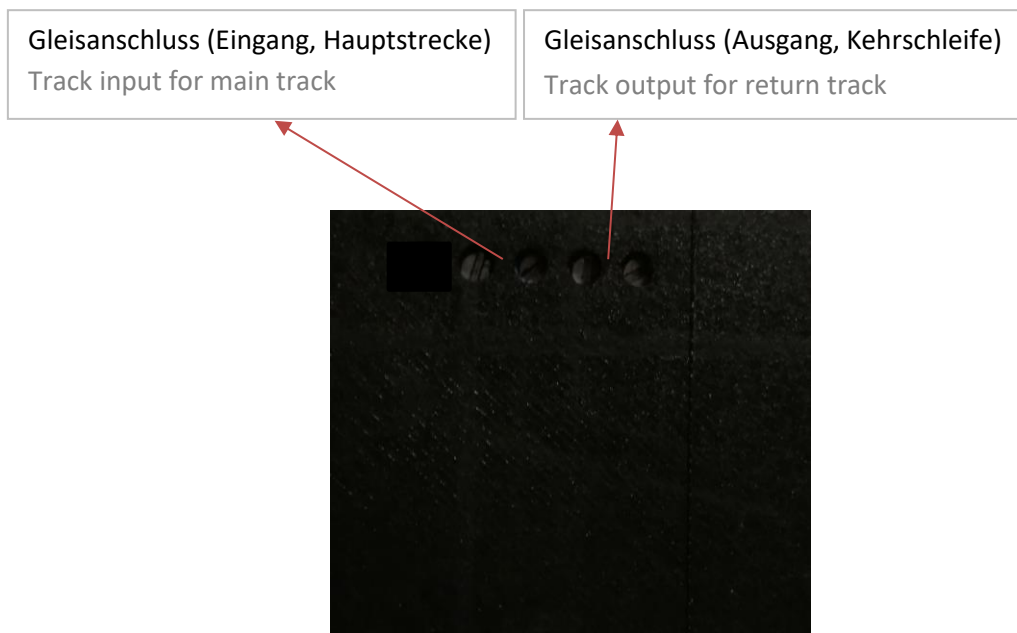 Gleisanschluss (Eingang, Hauptstrecke)
Track input for main track
Gleisanschluss (Ausgang, Kehrschleife)
Track output for return track